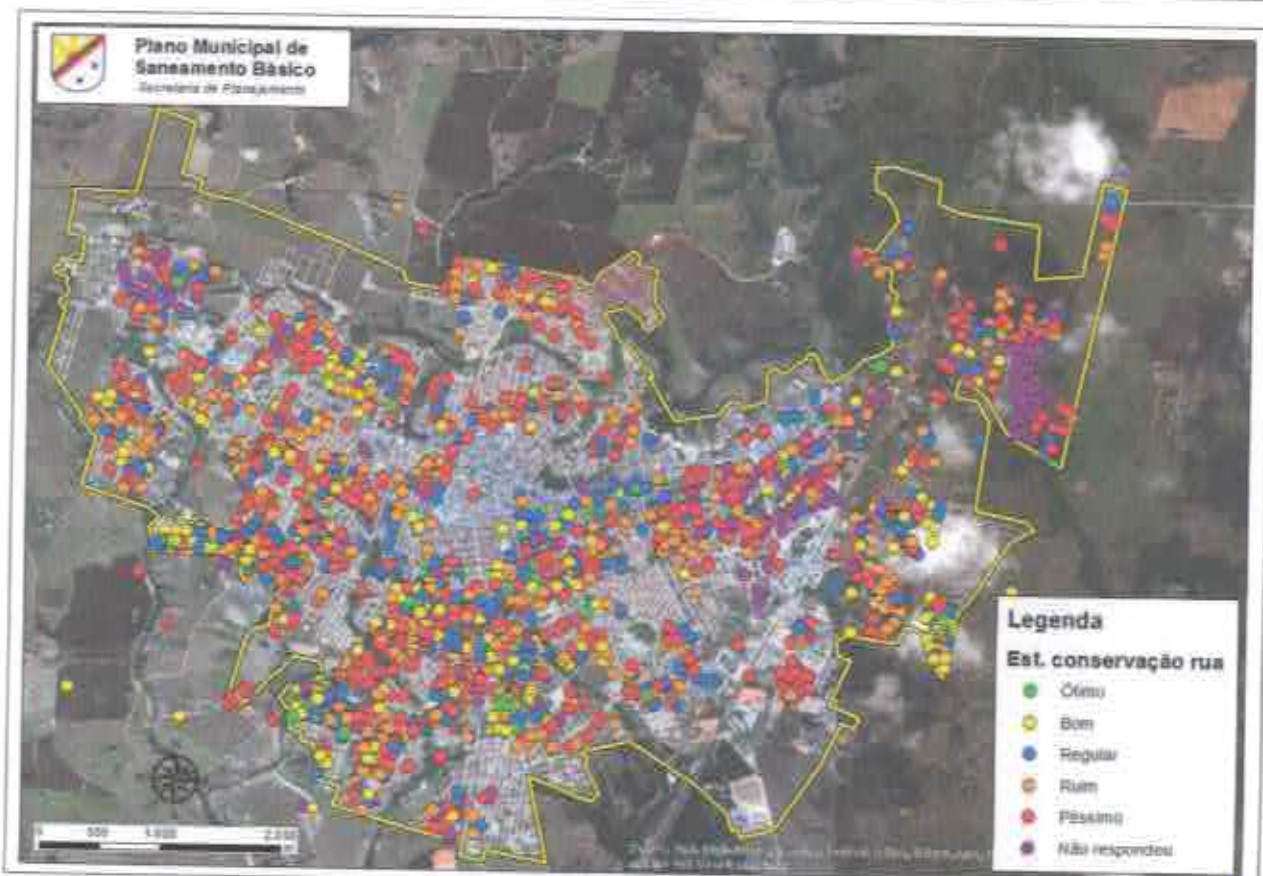 Plano Municipal de
Saneamento Básico
Secretaria de Planejamento
Legenda
Est. conservação rua
Ótimo
Bom
Regular
Ruim
Péssimo
Não respondeu
0 500 1.000 2.000